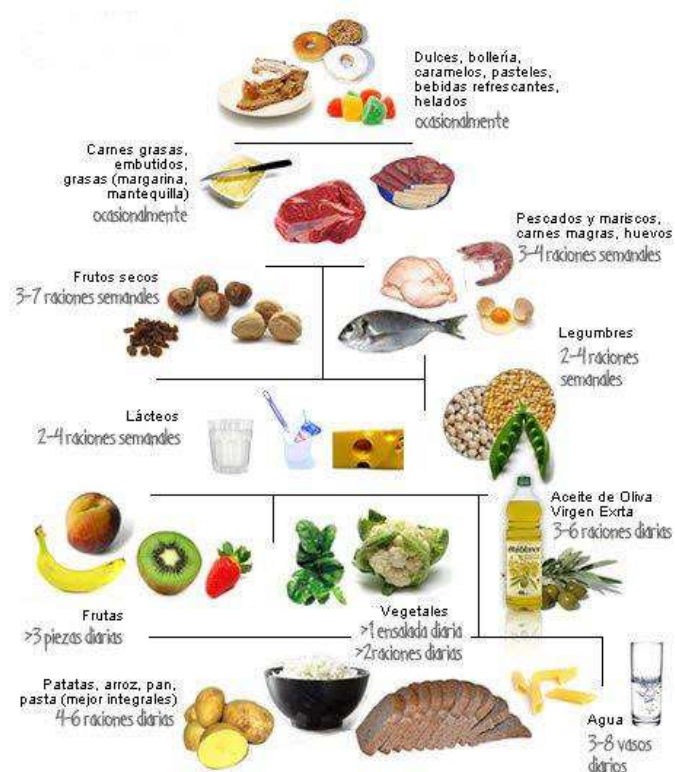 Dulces, bollería,
caramelos, pasteles,
bebidas refrescantes,
helados
ocasionalmente
Carnes grasas,
embutidos,
grasas (margarina,
mantequilla)
ocasionalmente
Pescados y mariscos,
carnes magras, huevos
3-4 raciones semanales
Frutos secos
3-7 raciones semanales
Legumbres
2-4 raciones
semanales
Lácteos
2-4 raciones semanales
Aceite de Oliva
Virgen Exrta
3-6 raciones diarias
Frutas
>3 piezas diarias
Vegetales
>1 ensalada diaria
>2 raciones diarias
Patatas, arroz, pan,
pasta (mejor integrales)
4-6 raciones diarias
Agua
3-8 vasos
diarios